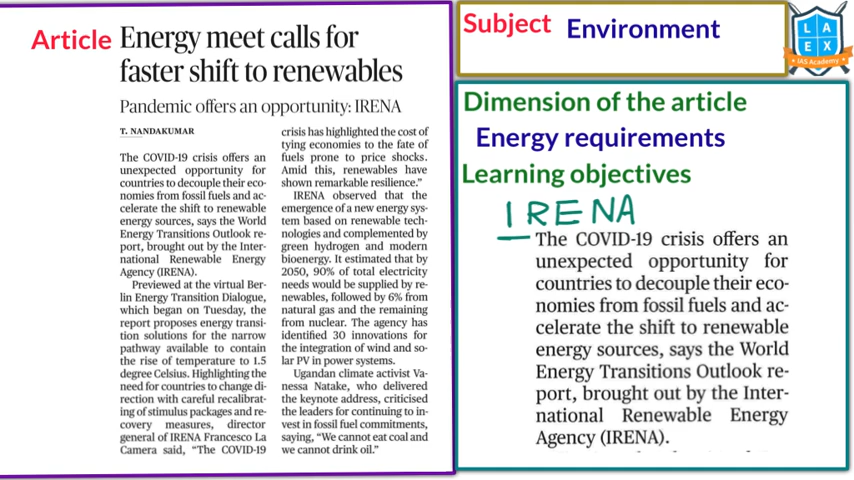 Article
Energy meet calls for
faster shift to renewables
Pandemic offers an opportunity: IRENA
T. NANDAKUMAR
The COVID-19 crisis offers an
unexpected opportunity for
countries to decouple their eco-
nomies from fossil fuels and ac-
celerate the shift to renewable
energy sources, says the World
Energy Transitions Outlook re-
port, brought out by the Inter-
national Renewable Energy
Agency (IRENA).
Previewed at the virtual Ber-
lin Energy Transition Dialogue,
which began on Tuesday, the
report proposes energy transi-
tion solutions for the narrow
pathway available to contain
the rise of temperature to 1.5
degree Celsius. Highlighting the
need for countries to change di-
rection with careful recalibrat-
ing of stimulus packages and re-
covery measures, director
general of IRENA Francesco La
Camera said, “The COVID-19
crisis has highlighted the cost of
tying economies to the fate of
fuels prone to price shocks.
Amid this, renewables have
shown remarkable resilience.”
IRENA observed that the
emergence of a new energy sys-
tem based on renewable tech-
nologies and complemented by
green hydrogen and modern
bioenergy. It estimated that by
2050, 90% of total electricity
needs would be supplied by re-
newables, followed by 6% from
natural gas and the remaining
from nuclear. The agency has
identified 30 innovations for
the integration of wind and so-
lar PV in power systems.
Ugandan climate activist Va-
nessa Natake, who delivered
the keynote address, criticised
the leaders for continuing to in-
vest in fossil fuel commitments,
saying, “We cannot eat coal and
we cannot drink oil.”
Subject Environment
L A
E X
IAS Academy
Dimension of the article
Energy requirements
Learning objectives
IRENA
The COVID-19 crisis offers an
unexpected opportunity for
countries to decouple their eco-
nomies from fossil fuels and ac-
celerate the shift to renewable
energy sources, says the World
Energy Transitions Outlook re-
port, brought out by the Inter-
national Renewable Energy
Agency (IRENA).